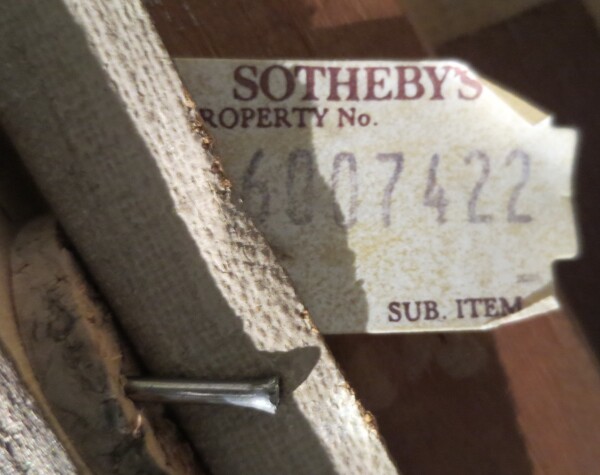 SOTHEBY'S
ROPERTY No.
6007422
SUB. ITEM